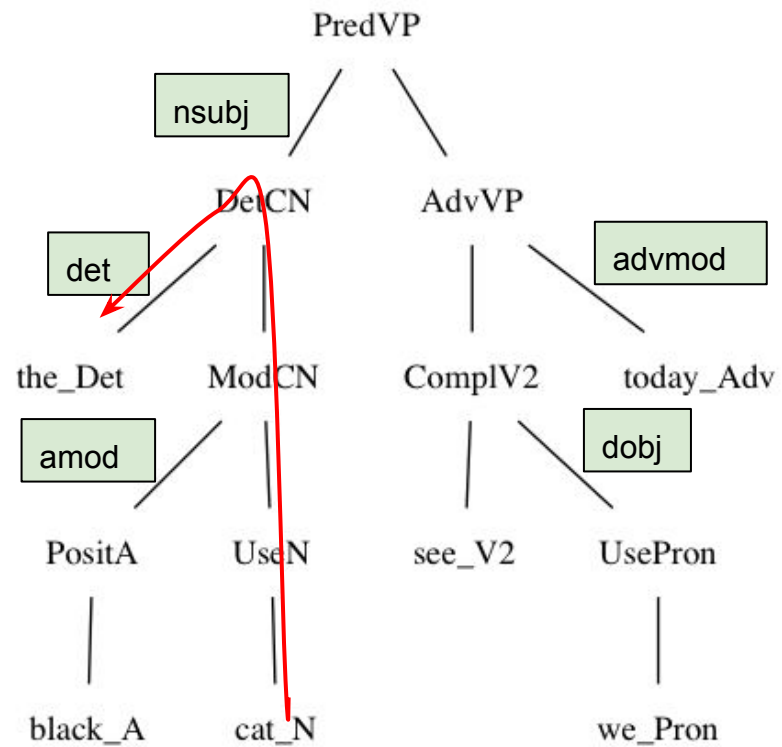 PredVP
nsubj
DetCN AdvVP
det advmod
the_Det ModCN ComplV2 today_Adv
amod dobj
PositA UseN see_V2 UsePron
black_A cat_N we_Pron